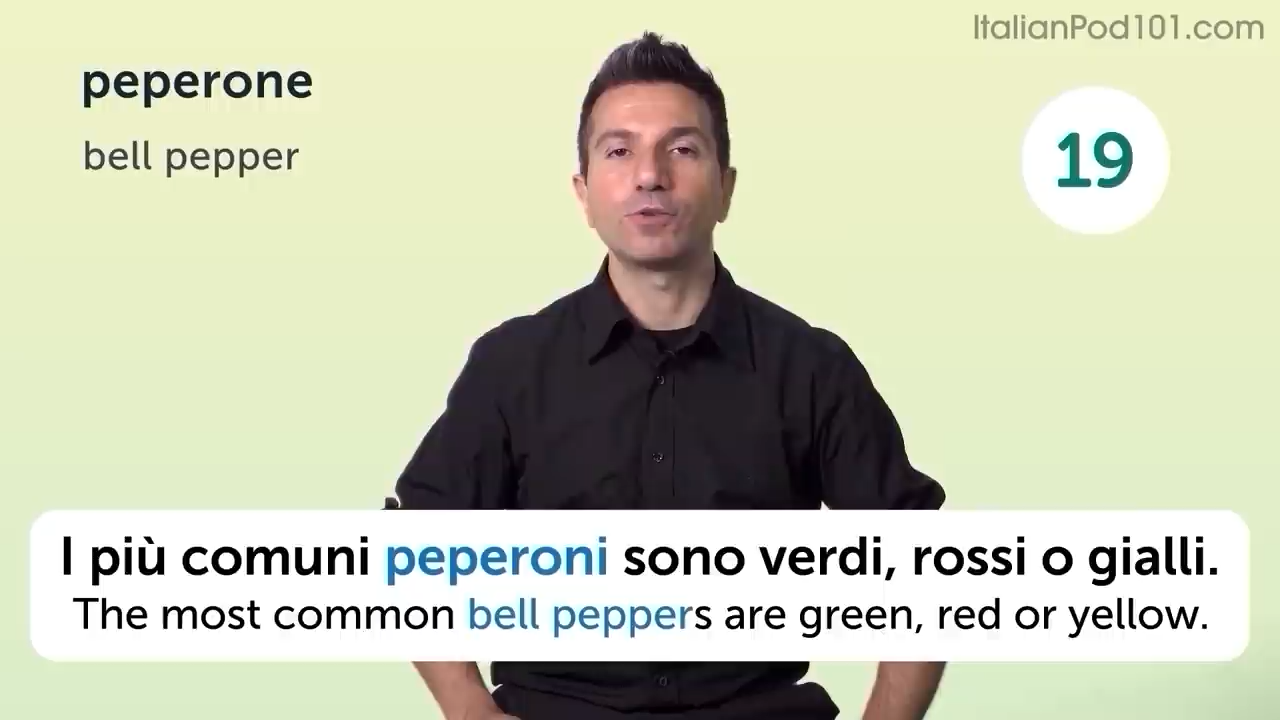 ItalianPod101.com
peperone
bell pepper
19
I più comuni peperoni sono verdi, rossi o gialli.
The most common bell peppers are green, red or yellow.